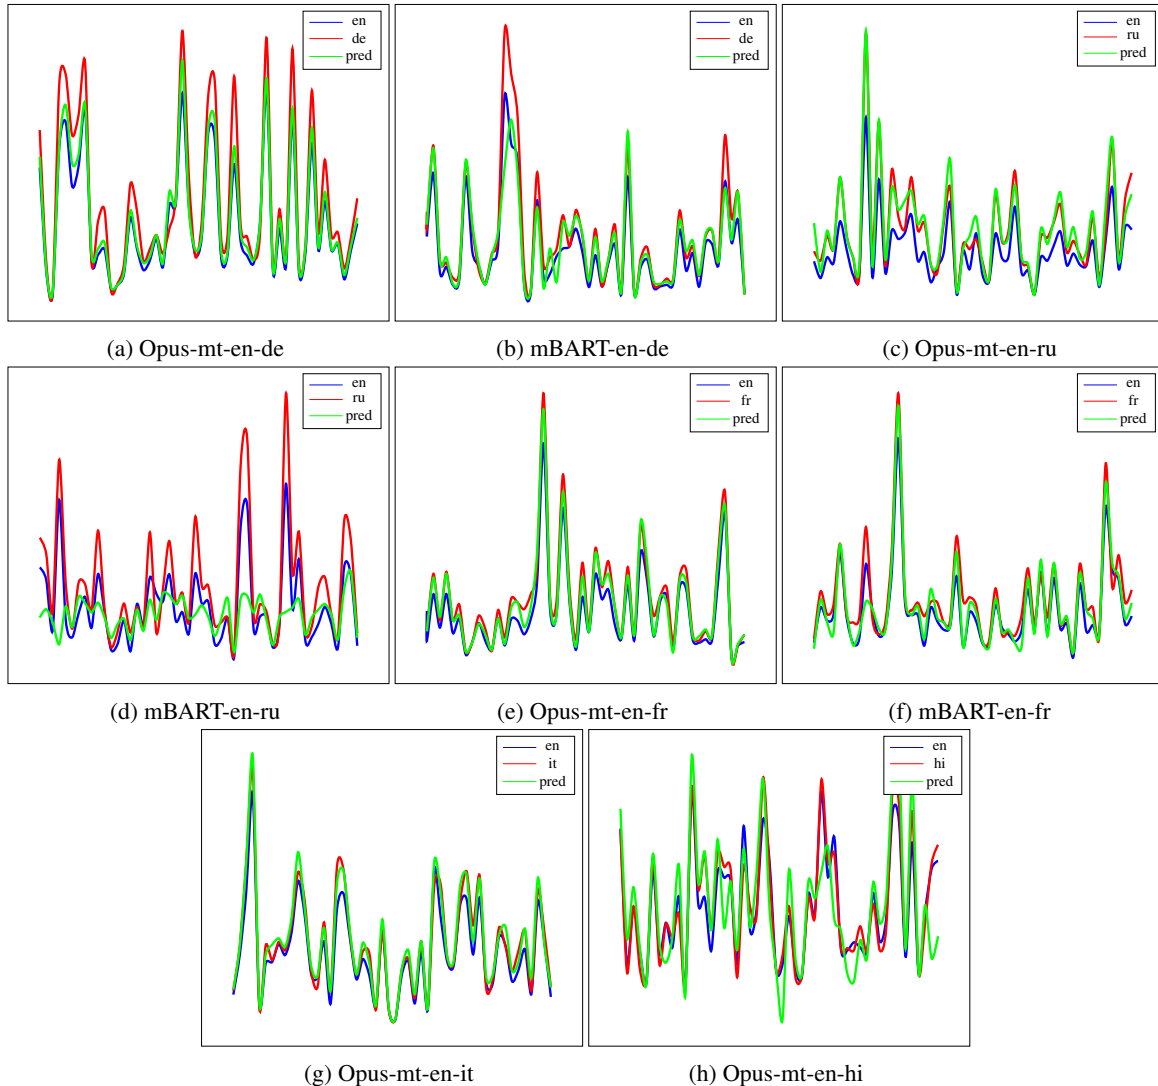 en
de
pred
en
de
pred
en
ru
pred
(a) Opus-mt-en-de
(b) mBART-en-de
(c) Opus-mt-en-ru
en
ru
pred
en
fr
pred
en
fr
pred
(d) mBART-en-ru
(e) Opus-mt-en-fr
(f) mBART-en-fr
en
it
pred
en
hi
pred
(g) Opus-mt-en-it
(h) Opus-mt-en-hi